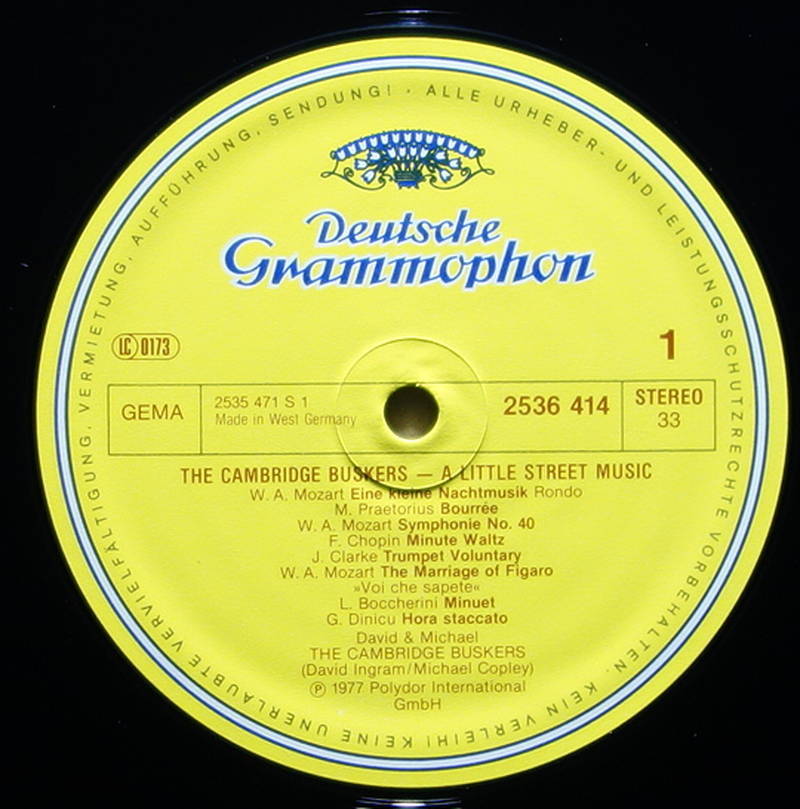 ALLE URHEBER- UND LEISTUNGSSCHUTZRECHTE VORBEHALTEN. KEIN VERLEIH! KEINE UNERLAUBTE VERVIELFÄLTIGUNG, VERMIETUNG, AUFFÜHRUNG, SENDUNG! ·
Deutsche
Grammophon
LC 0173
1
GEMA
2535 471 S 1
Made in West Germany
2536 414
STEREO
33
THE CAMBRIDGE BUSKERS — A LITTLE STREET MUSIC
W. A. Mozart Eine kleine Nachtmusik Rondo
M. Praetorius Bourrée
W. A. Mozart Symphonie No. 40
F. Chopin Minute Waltz
J. Clarke Trumpet Voluntary
W. A. Mozart The Marriage of Figaro
»Voi che sapete«
L. Boccherini Minuet
G. Dinicu Hora staccato
David & Michael
THE CAMBRIDGE BUSKERS
(David Ingram/Michael Copley)
℗ 1977 Polydor International
GmbH